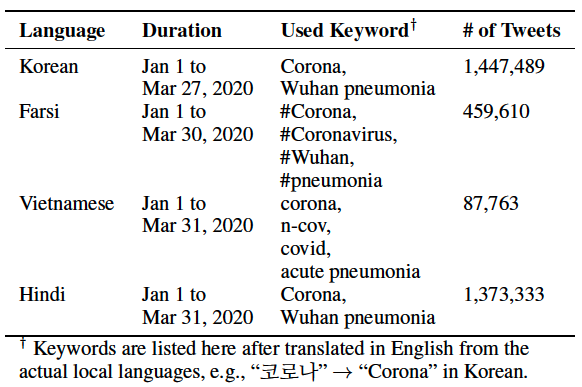 Language Duration Used Keyword† # of Tweets
Korean Jan 1 to Corona, 1,447,489
Mar 27, 2020 Wuhan pneumonia
Farsi Jan 1 to #Corona, 459,610
Mar 30, 2020 #Coronavirus,
#Wuhan,
#pneumonia
Vietnamese Jan 1 to corona, 87,763
Mar 31, 2020 n-cov,
covid,
acute pneumonia
Hindi Jan 1 to Corona, 1,373,333
Mar 31, 2020 Wuhan pneumonia
† Keywords are listed here after translated in English from the
actual local languages, e.g., “코로나” → “Corona” in Korean.